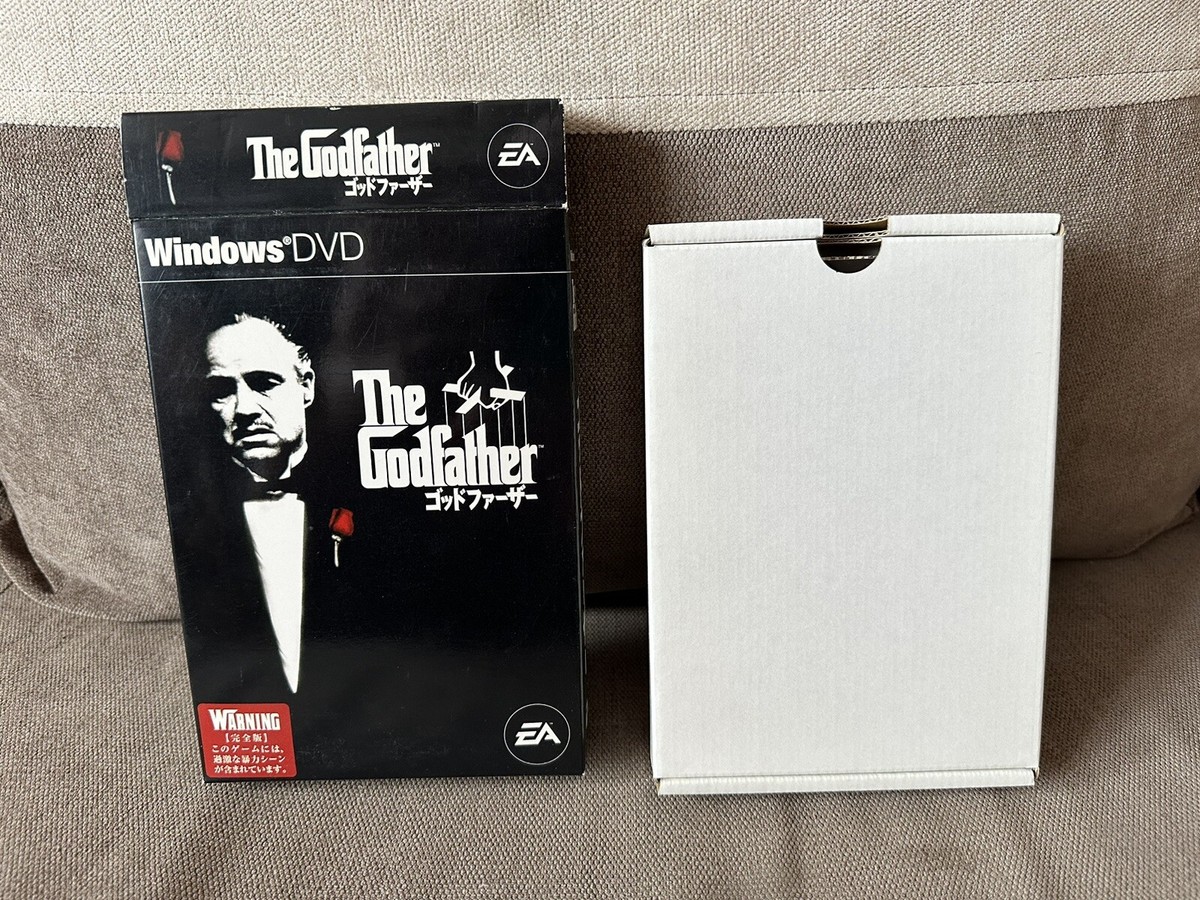 The Godfather™
ゴッドファーザー
EA
Windows®DVD
The
Godfather™
ゴッドファーザー
WARNING
【完全版】
このゲームには、
過激な暴力シーン
が含まれています。
EA